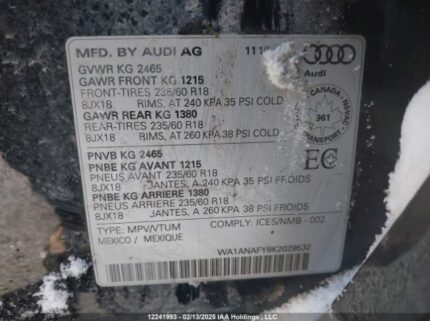 MFD. BY AUDI AG
GVWR KG 2465
GAWR FRONT KG 1215
FRONT-TIRES 235/60 R18
8JX18 RIMS, AT 240 KPA 35 PSI COLD
GAWR REAR KG 1380
REAR-TIRES 235/60 R18
8JX18 RIMS, AT 260 KPA 38 PSI COLD
Audi
CANADA
TRANSPORT
361
EC
PNVB KG 2465
PNBE KG AVANT 1215
PNEUS AVANT 235/60 R18
8JX18 JANTES, A 240 KPA 35 PSI FROIDS
PNBE KG ARRIERE 1380
PNEUS ARRIERE 235/60 R18
8JX18 JANTES, A 260 KPA 38 PSI FROIDS
TYPE: MPV/VTUM COMPLY: ICES/NMB - 002
MEXICO / MEXIQUE
WA1ANAFY8K2029532
12241993 - 02/13/2025 IAA Holdings , LLC